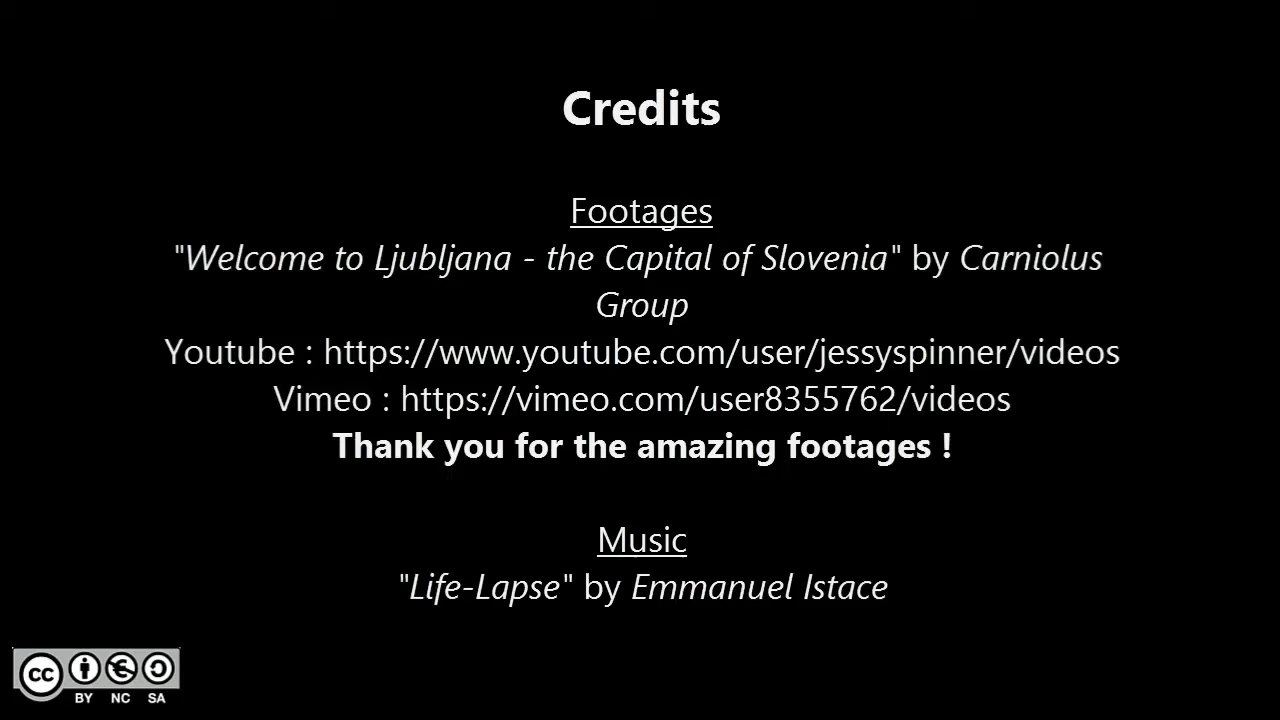 Credits
Footages
"Welcome to Ljubljana - the Capital of Slovenia" by Carniolus
Group
Youtube : https://www.youtube.com/user/jessyspinner/videos
Vimeo : https://vimeo.com/user8355762/videos
Thank you for the amazing footages !
Music
"Life-Lapse" by Emmanuel Istace
cc
BY NC SA